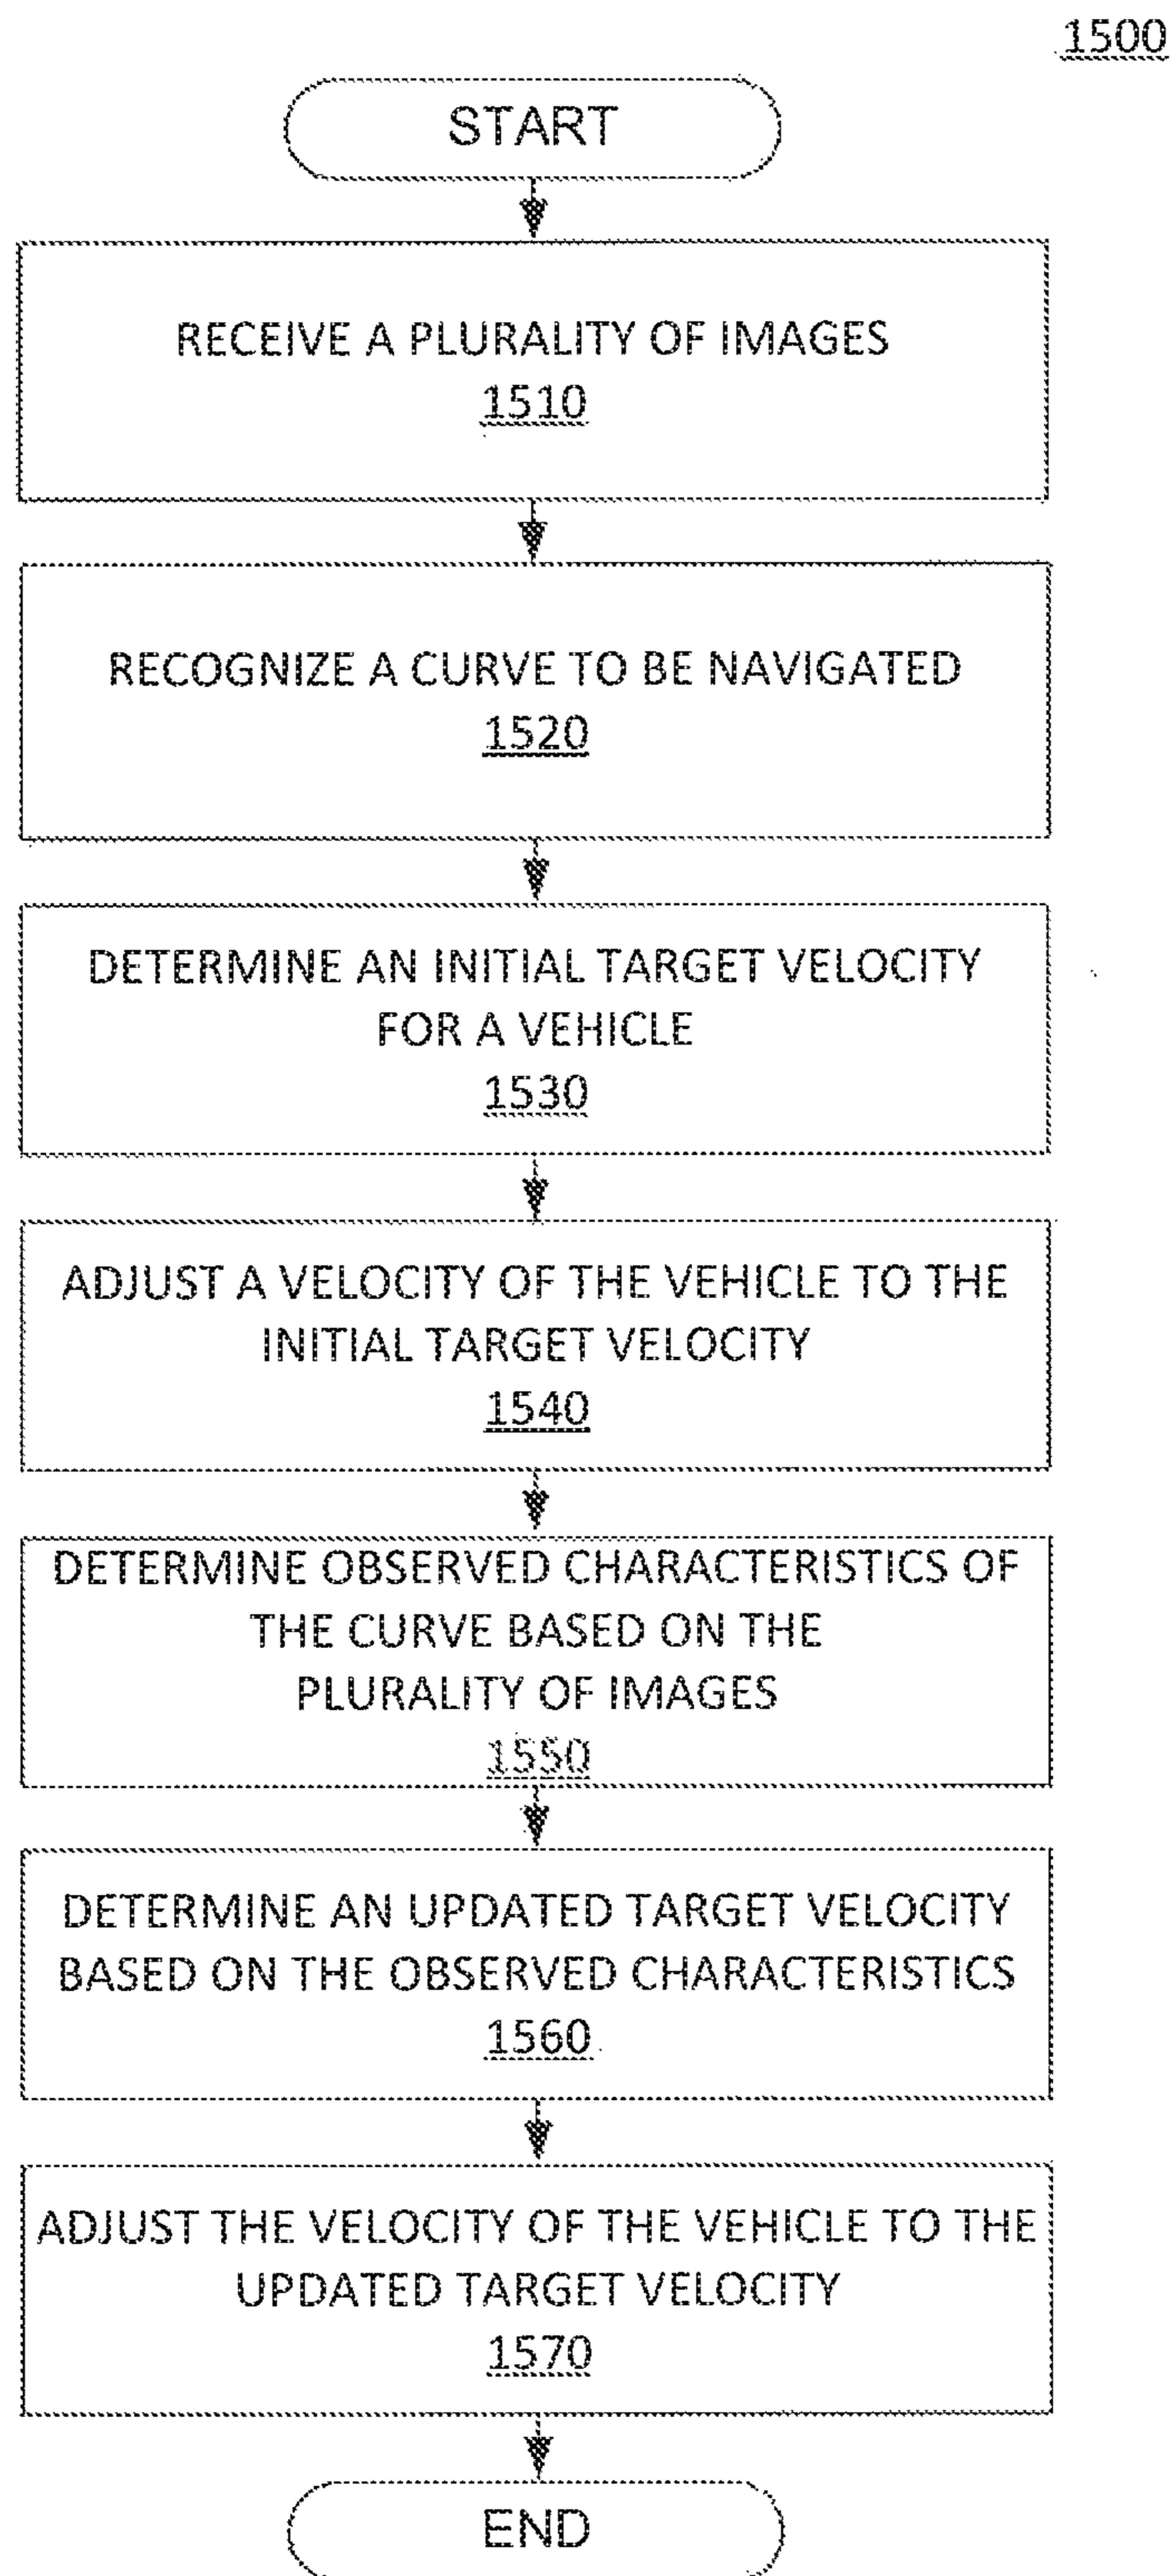 1500
START
RECEIVE A PLURALITY OF IMAGES
1510
RECOGNIZE A CURVE TO BE NAVIGATED
1520
DETERMINE AN INITIAL TARGET VELOCITY
FOR A VEHICLE
1530
ADJUST A VELOCITY OF THE VEHICLE TO THE
INITIAL TARGET VELOCITY
1540
DETERMINE OBSERVED CHARACTERISTICS OF
THE CURVE BASED ON THE
PLURALITY OF IMAGES
1550
DETERMINE AN UPDATED TARGET VELOCITY
BASED ON THE OBSERVED CHARACTERISTICS
1560
ADJUST THE VELOCITY OF THE VEHICLE TO THE
UPDATED TARGET VELOCITY
1570
END